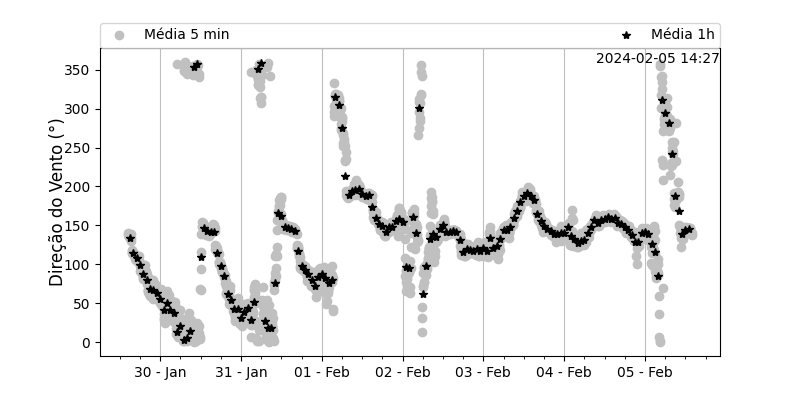 Média 5 min
Média 1h
2024-02-05 14:27
Direção do Vento (°)
350
300
250
200
150
100
50
0
30 - Jan
31 - Jan
01 - Feb
02 - Feb
03 - Feb
04 - Feb
05 - Feb